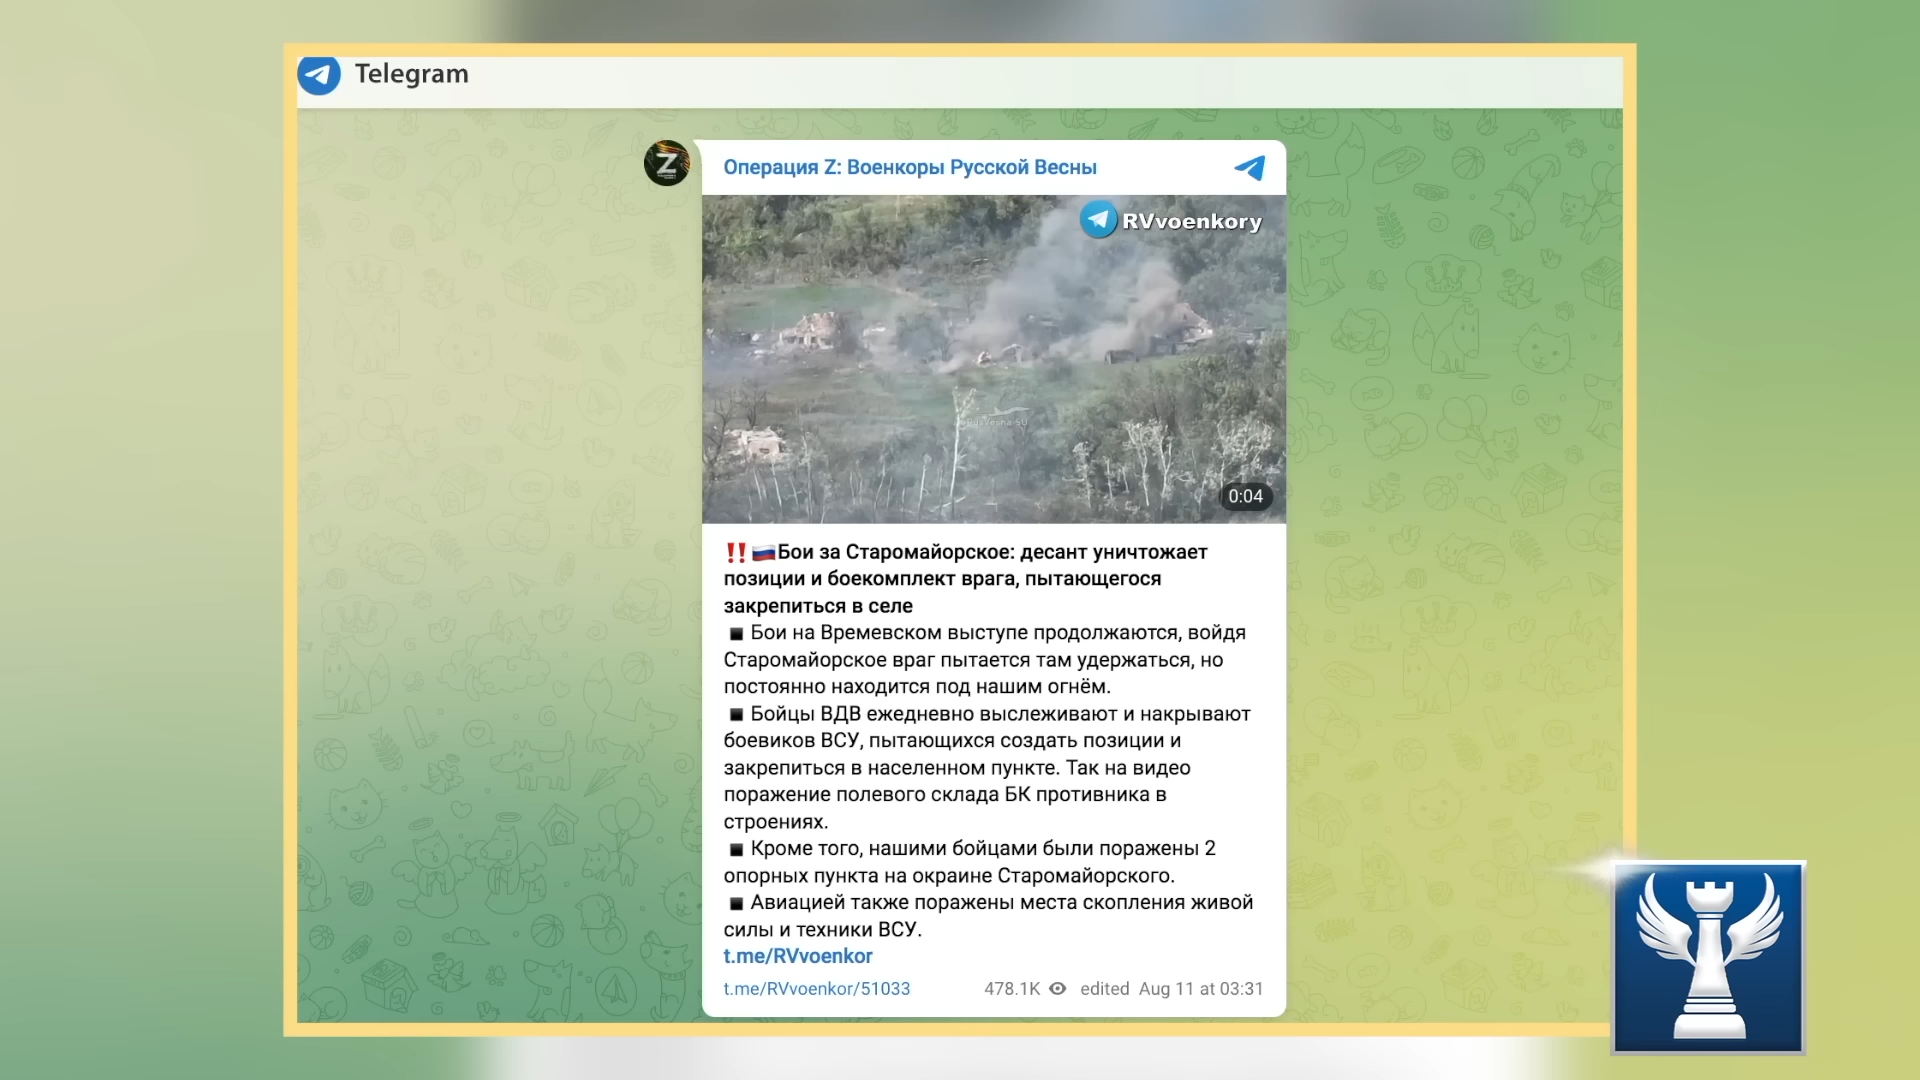 Telegram
Операция Z: Военкоры Русской Весны
RVvoenkory
0:04
‼️🇷🇺Бои за Старомайорское: десант уничтожает
позиции и боекомплект врага, пытающегося
закрепиться в селе
▪️Бои на Времевском выступе продолжаются, войдя
Старомайорское враг пытается там удержаться, но
постоянно находится под нашим огнём.
▪️Бойцы ВДВ ежедневно выслеживают и накрывают
боевиков ВСУ, пытающихся создать позиции и
закрепиться в населенном пункте. Так на видео
поражение полевого склада БК противника в
строениях.
▪️Кроме того, нашими бойцами были поражены 2
опорных пункта на окраине Старомайорского.
▪️Авиацией также поражены места скопления живой
силы и техники ВСУ.
t.me/RVvoenkor
t.me/RVvoenkor/51033 478.1K edited Aug 11 at 03:31